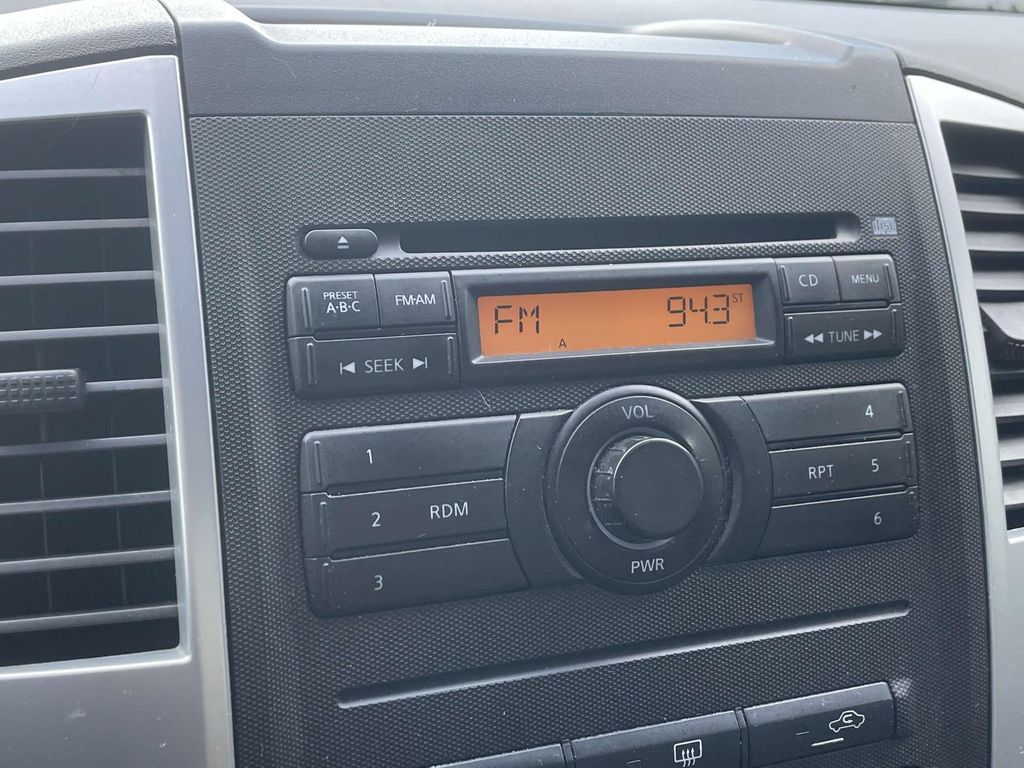 PRESET
A·B·C
FM·AM
FM
A
94.3 ST
CD
MENU
SEEK
TUNE
1
2 RDM
3
VOL
PWR
4
RPT 5
6